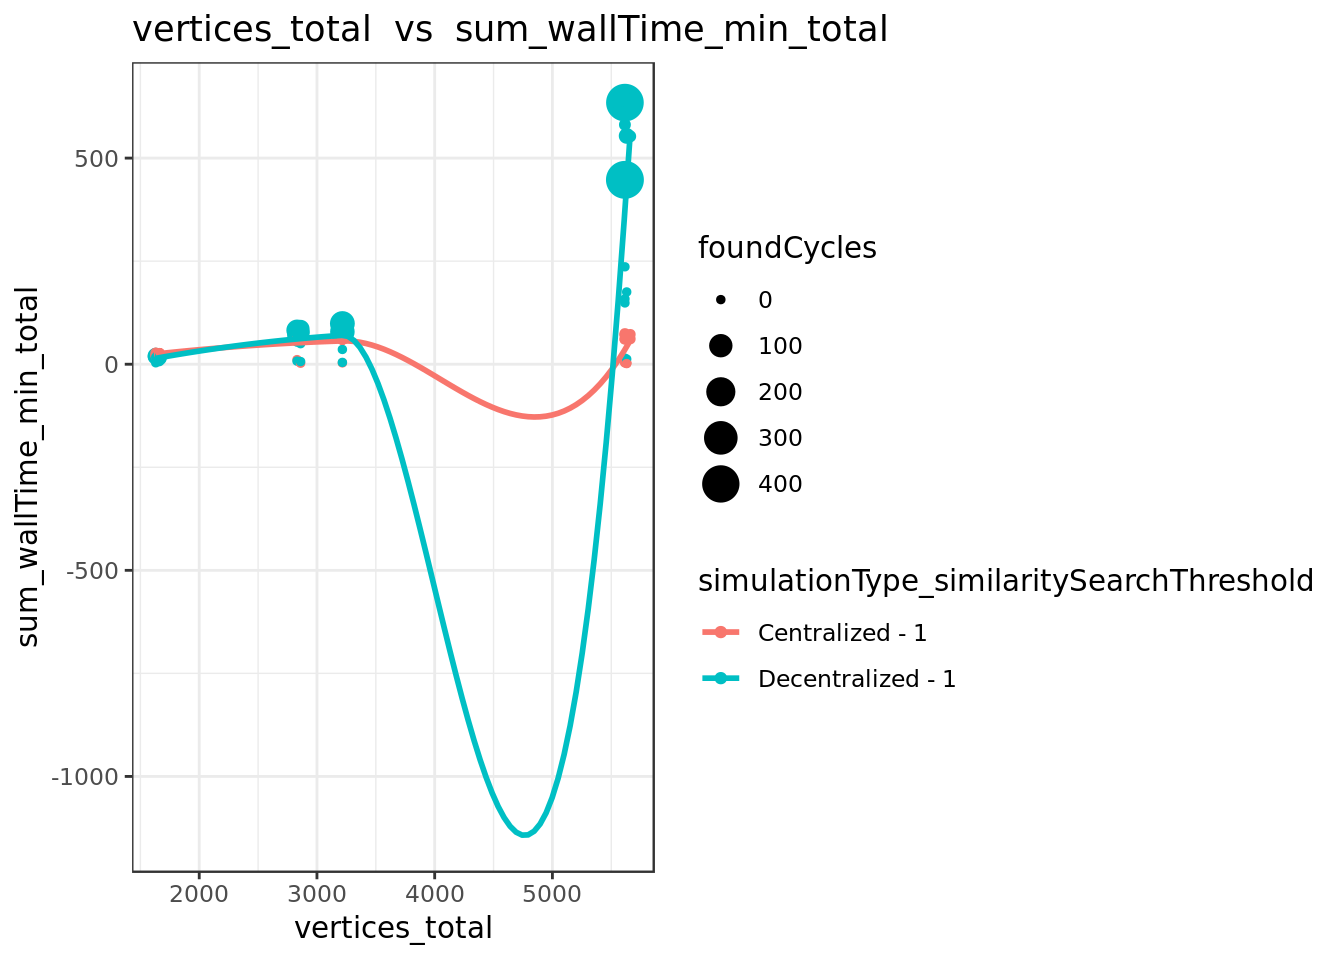 vertices_total  vs  sum_wallTime_min_total
sum_wallTime_min_total
500
0
-500
-1000
2000
3000
4000
5000
vertices_total
foundCycles
0
100
200
300
400
simulationType_similaritySearchThreshold
Centralized - 1
Decentralized - 1